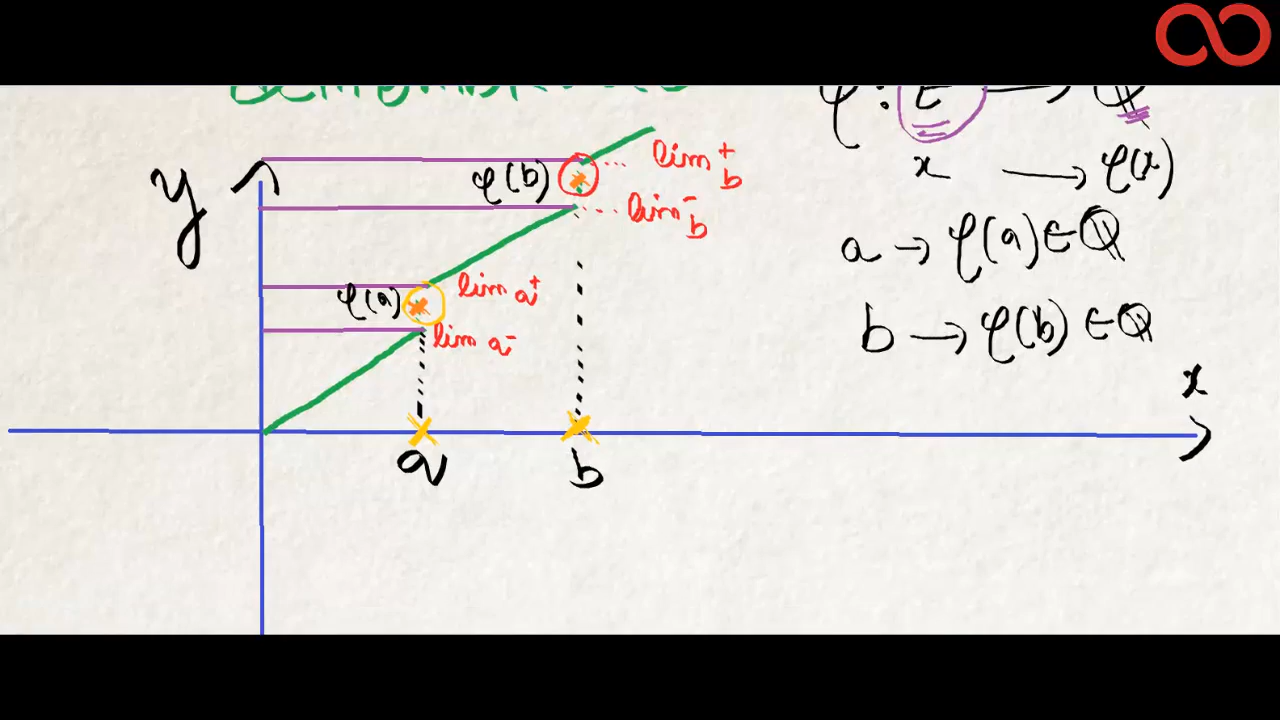 φ : E → Q
x → φ(x)
y
φ(b)
lim b⁺
lim b⁻
a → φ(a) ∈ Q
φ(a)
lim a⁺
lim a⁻
b → φ(b) ∈ Q
x
a
b